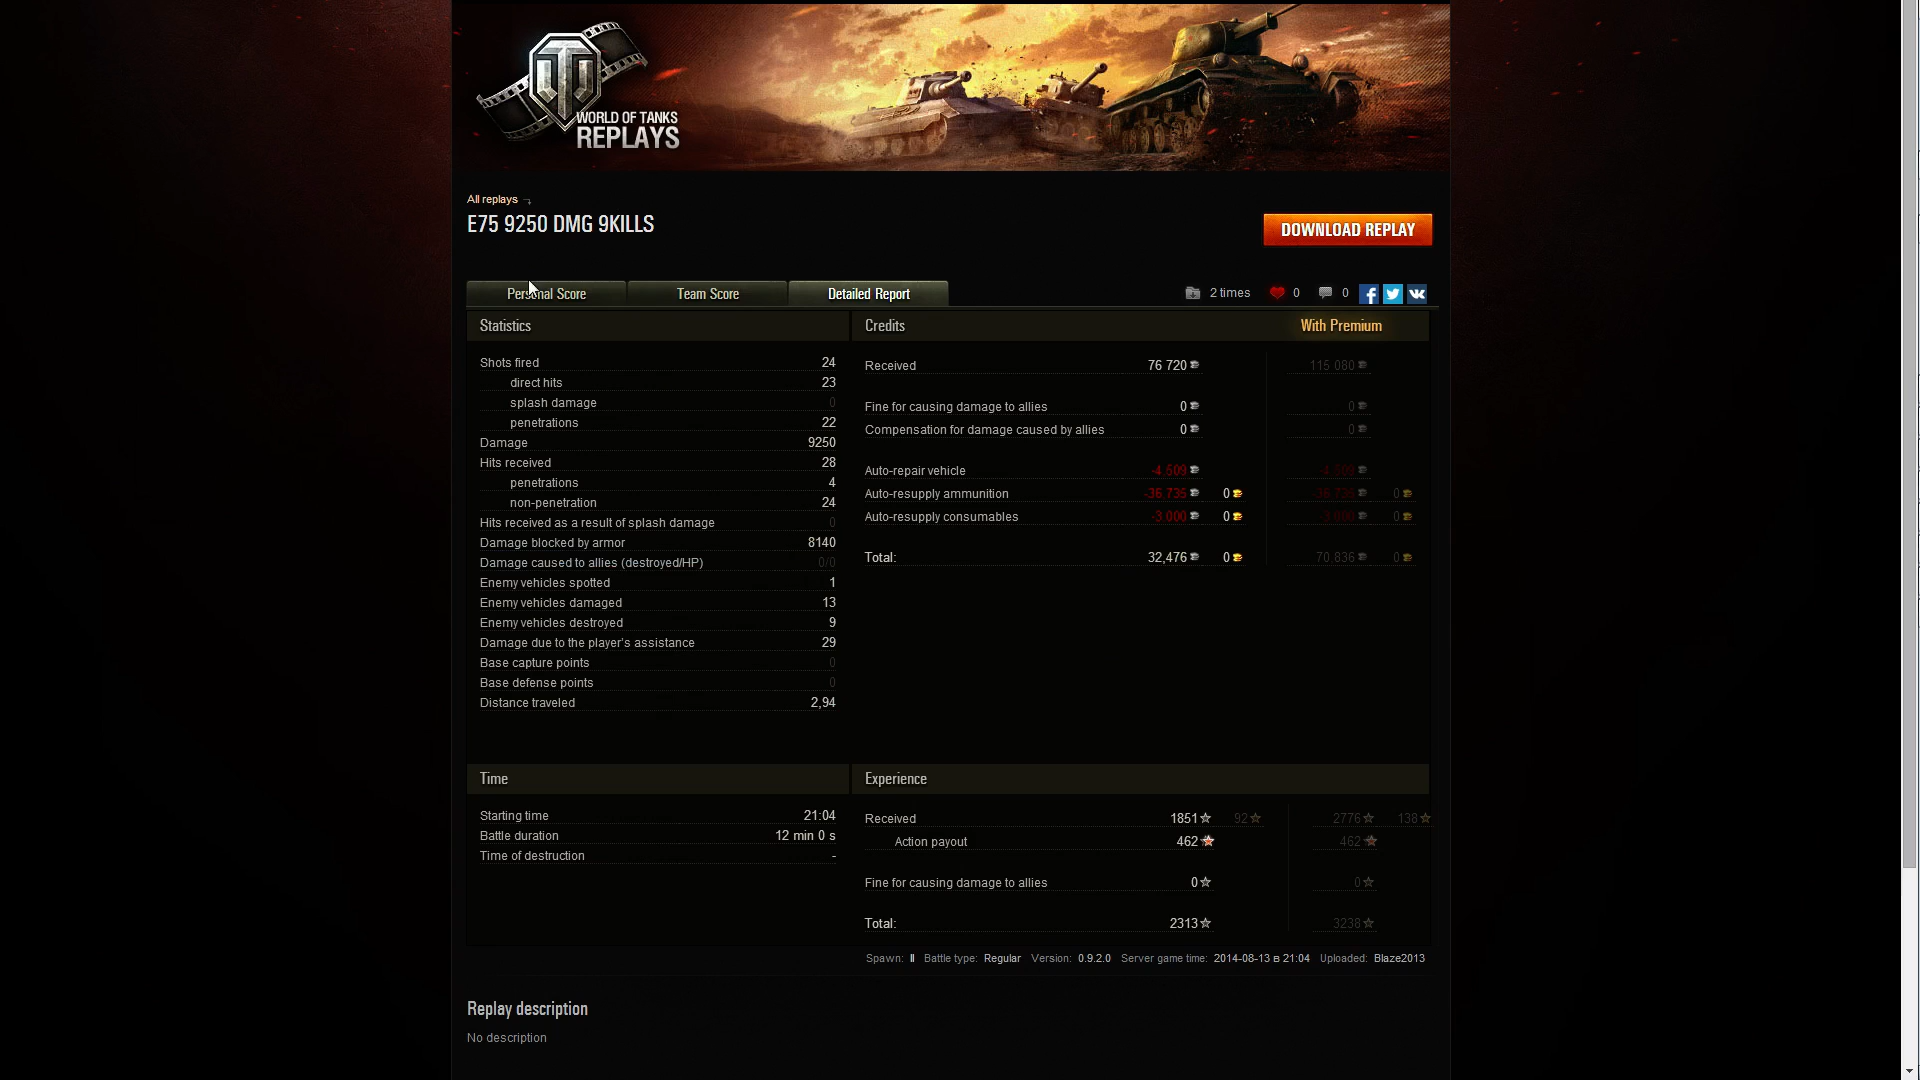 WORLD OF TANKS
REPLAYS
All replays
E75 9250 DMG 9KILLS
DOWNLOAD REPLAY
Personal Score
Team Score
Detailed Report
2 times
0
0
Statistics
Shots fired 24
direct hits 23
splash damage 0
penetrations 22
Damage 9250
Hits received 28
penetrations 4
non-penetration 24
Hits received as a result of splash damage 0
Damage blocked by armor 8140
Damage caused to allies (destroyed/HP) 0/0
Enemy vehicles spotted 1
Enemy vehicles damaged 13
Enemy vehicles destroyed 9
Damage due to the player's assistance 29
Base capture points 0
Base defense points 0
Distance traveled 2,94
Credits With Premium
Received 76 720 115 080
Fine for causing damage to allies 0 0
Compensation for damage caused by allies 0 0
Auto-repair vehicle -4,509 -4,509
Auto-resupply ammunition -36,735 0 -36,735 0
Auto-resupply consumables -3,000 0 -3,000 0
Total: 32,476 0 70,836 0
Time
Starting time 21:04
Battle duration 12 min 0 s
Time of destruction -
Experience
Received 1851 92 2776 138
Action payout 462 462
Fine for causing damage to allies 0 0
Total: 2313 3238
Spawn: II Battle type: Regular Version: 0.9.2.0 Server game time: 2014-08-13 в 21:04 Uploaded: Blaze2013
Replay description
No description